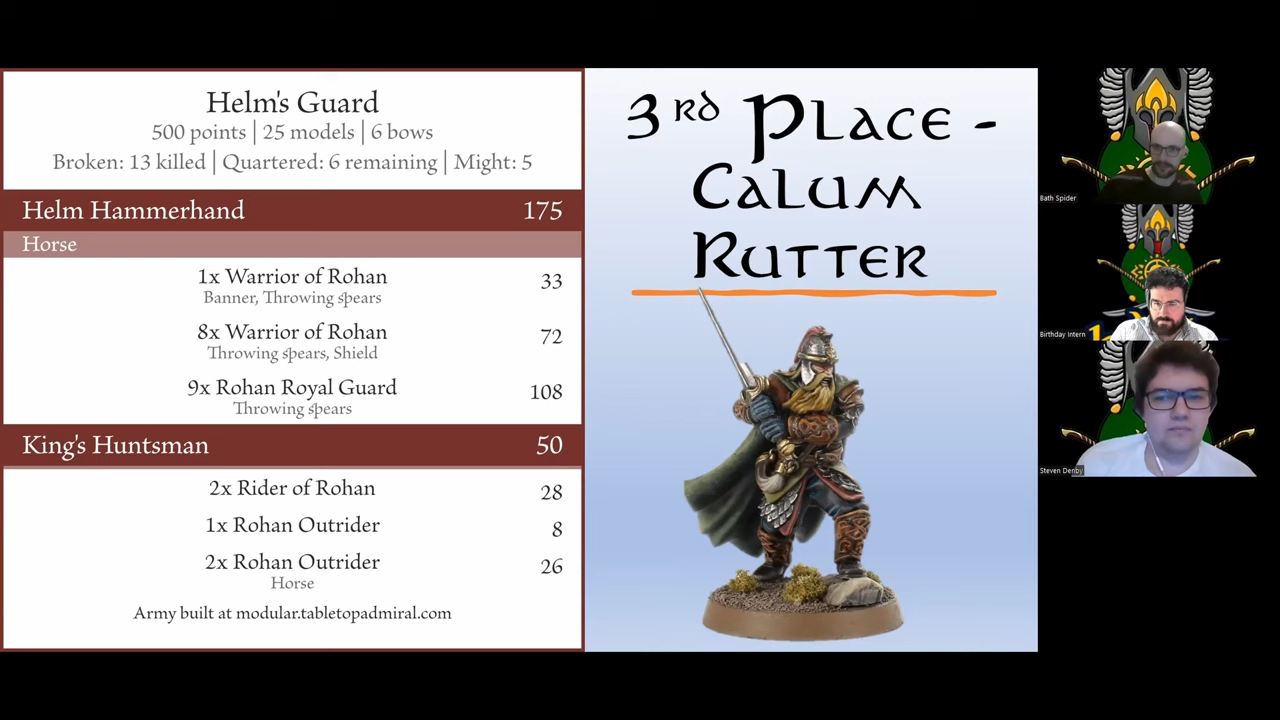 Helm's Guard
500 points | 25 models | 6 bows
Broken: 13 killed | Quartered: 6 remaining | Might: 5
Helm Hammerhand 175
Horse
1x Warrior of Rohan 33
Banner, Throwing spears
8x Warrior of Rohan 72
Throwing spears, Shield
9x Rohan Royal Guard 108
Throwing spears
King's Huntsman 50
2x Rider of Rohan 28
1x Rohan Outrider 8
2x Rohan Outrider 26
Horse
Army built at modular.tabletopadmiral.com
3rd Place -
Calum
Rutter
Bath Spider
Birthday Intern
Steven Denby